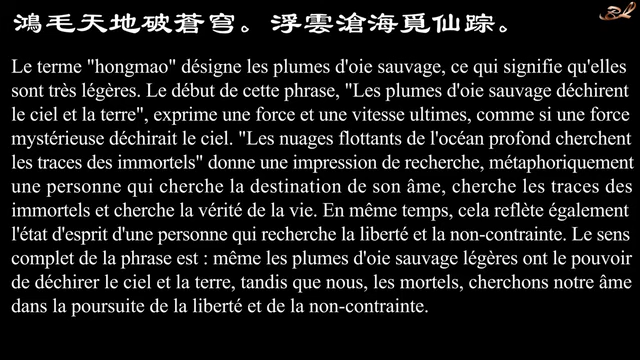 鴻毛天地破蒼穹。浮雲滄海覓仙踪。
Le terme "hongmao" désigne les plumes d'oie sauvage, ce qui signifie qu'elles
sont très légères. Le début de cette phrase, "Les plumes d'oie sauvage déchirent
le ciel et la terre", exprime une force et une vitesse ultimes, comme si une force
mystérieuse déchirait le ciel. "Les nuages flottants de l'océan profond cherchent
les traces des immortels" donne une impression de recherche, métaphoriquement
une personne qui cherche la destination de son âme, cherche les traces des
immortels et cherche la vérité de la vie. En même temps, cela reflète également
l'état d'esprit d'une personne qui recherche la liberté et la non-contrainte. Le sens
complet de la phrase est : même les plumes d'oie sauvage légères ont le pouvoir
de déchirer le ciel et la terre, tandis que nous, les mortels, cherchons notre âme
dans la poursuite de la liberté et de la non-contrainte.